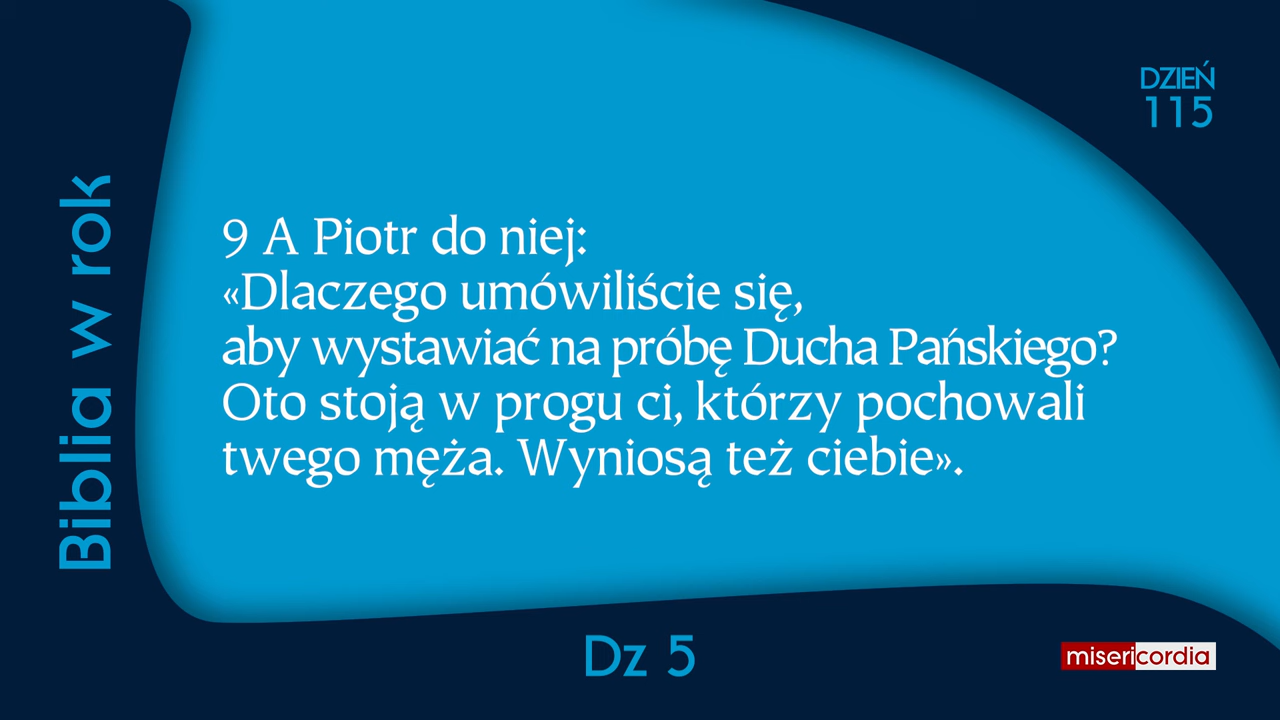 DZIEŃ
115
Biblia w rok
9 A Piotr do niej:
«Dlaczego umówiliście się,
aby wystawiać na próbę Ducha Pańskiego?
Oto stoją w progu ci, którzy pochowali
twego męża. Wyniosą też ciebie».
Dz 5
misericordia